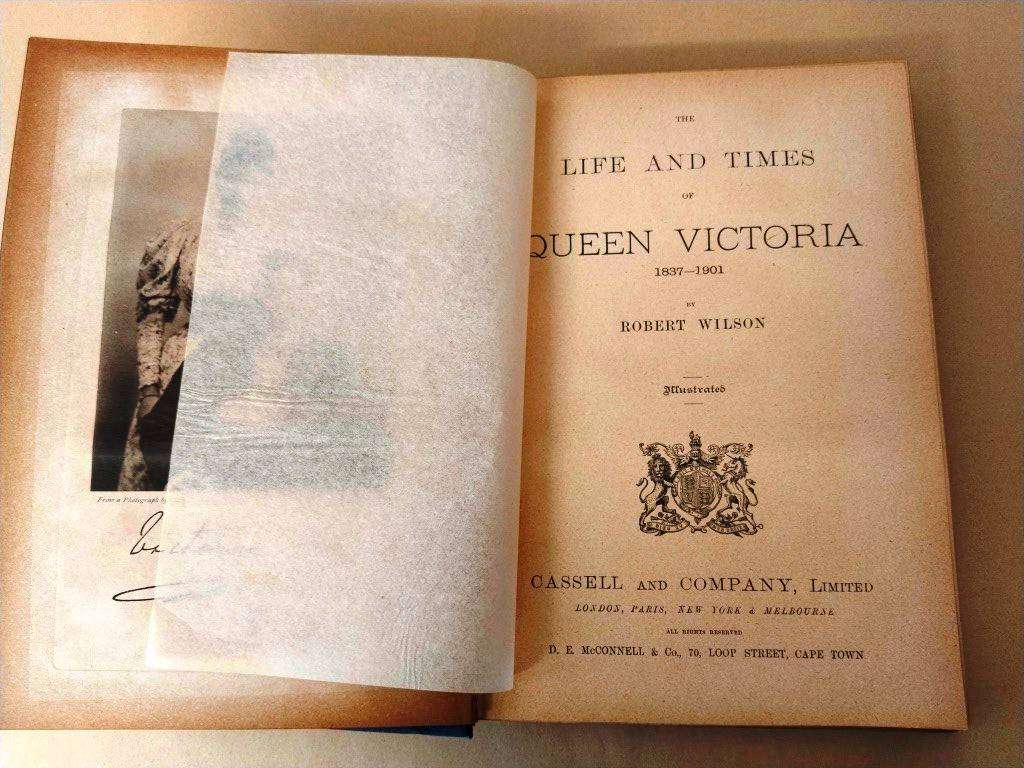 From a Photograph by
THE
LIFE AND TIMES
OF
QUEEN VICTORIA
1837—1901
BY
ROBERT WILSON
Illustrated
CASSELL AND COMPANY, LIMITED
LONDON, PARIS, NEW YORK & MELBOURNE
ALL RIGHTS RESERVED
D. E. McCONNELL & Co., 70, LOOP STREET, CAPE TOWN